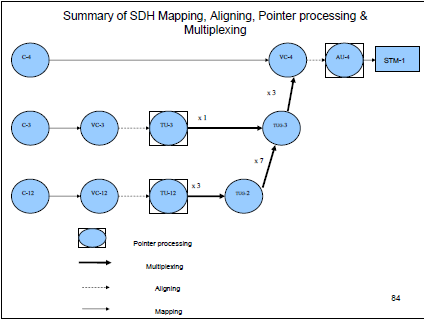 Summary of SDH Mapping, Aligning, Pointer processing &
Multiplexing
C-4
VC-4
AU-4
STM-1
x 3
C-3
VC-3
TU-3
x 1
TUG-3
x 7
C-12
VC-12
TU-12
x 3
TUG-2
Pointer processing
Multiplexing
Aligning
Mapping
84